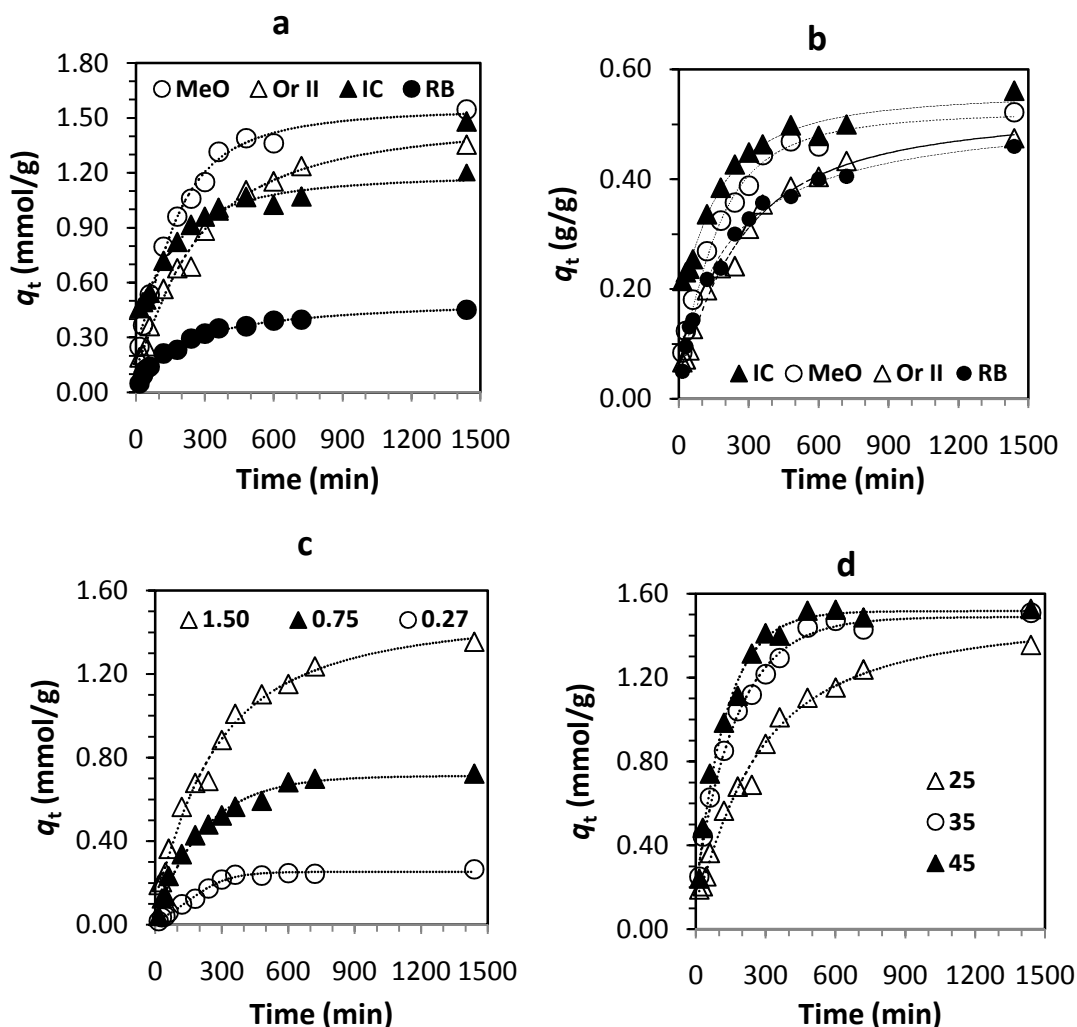 a
1.80
1.50
1.20
0.90
0.60
0.30
0.00
qt (mmol/g)
MeO Or II IC RB
0 300 600 900 1200 1500
Time (min)
b
0.60
0.40
0.20
0.00
qt (g/g)
IC MeO Or II RB
0 300 600 900 1200 1500
Time (min)
c
1.60
1.20
0.80
0.40
0.00
qt (mmol/g)
1.50 0.75 0.27
0 300 600 900 1200 1500
Time (min)
d
1.60
1.20
0.80
0.40
0.00
qt (mmol/g)
25
35
45
0 300 600 900 1200 1500
Time (min)